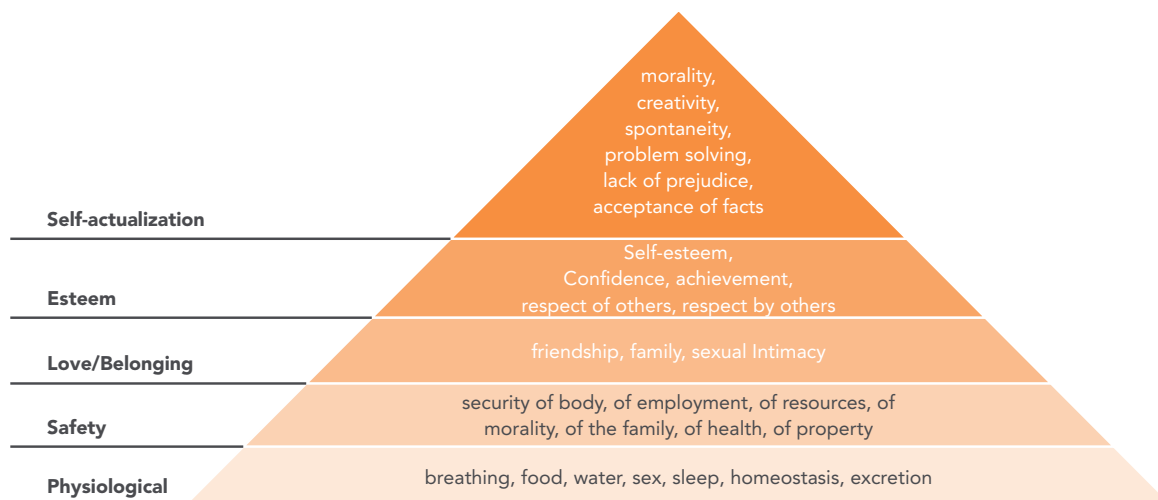 morality,
creativity,
spontaneity,
problem solving,
lack of prejudice,
acceptance of facts
Self-actualization
Self-esteem,
Confidence, achievement,
respect of others, respect by others
Esteem
friendship, family, sexual Intimacy
Love/Belonging
security of body, of employment, of resources, of
morality, of the family, of health, of property
Safety
breathing, food, water, sex, sleep, homeostasis, excretion
Physiological